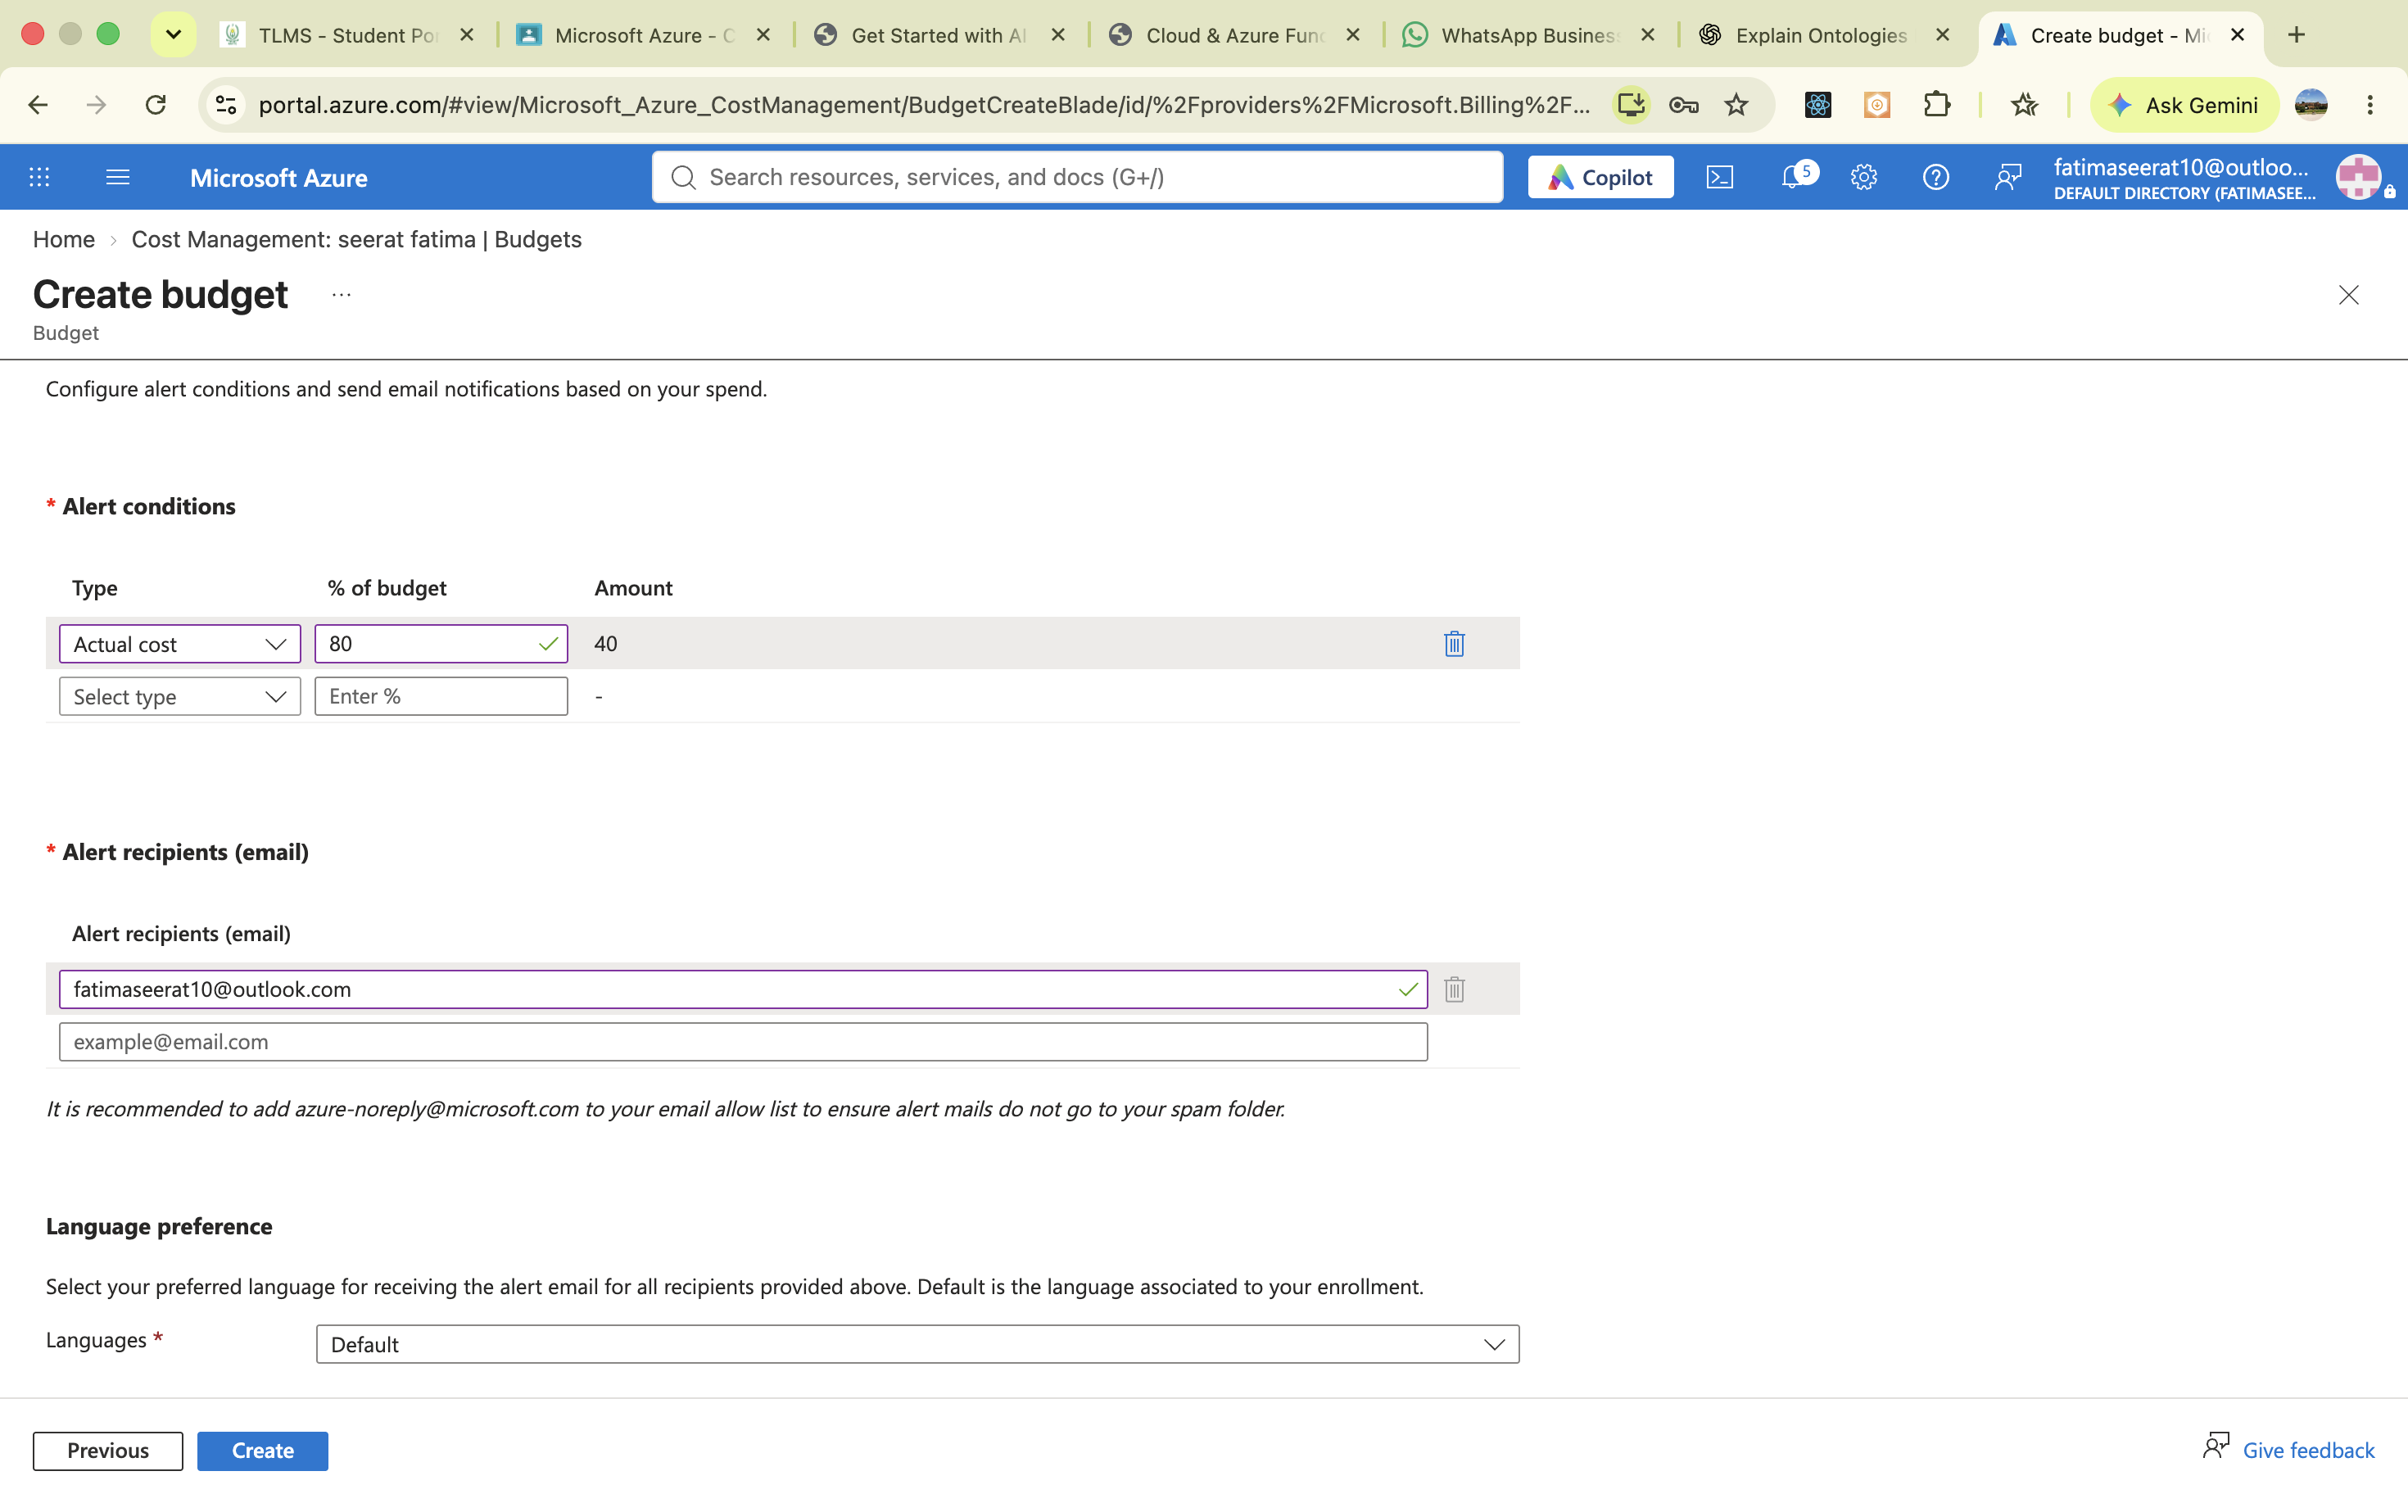 TLMS - Student Por
Microsoft Azure - C
Get Started with AI
Cloud & Azure Fund
WhatsApp Business
Explain Ontologies
Create budget - Mi
portal.azure.com/#view/Microsoft_Azure_CostManagement/BudgetCreateBlade/id/%2Fproviders%2FMicrosoft.Billing%2F...
Ask Gemini
Microsoft Azure
Search resources, services, and docs (G+/)
Copilot
5
fatimaseerat10@outloo...
DEFAULT DIRECTORY (FATIMASEE...
Home > Cost Management: seerat fatima | Budgets
Create budget ...
Budget
Configure alert conditions and send email notifications based on your spend.
* Alert conditions
Type % of budget Amount
Actual cost 80 40
Select type Enter % -
* Alert recipients (email)
Alert recipients (email)
fatimaseerat10@outlook.com
example@email.com
It is recommended to add azure-noreply@microsoft.com to your email allow list to ensure alert mails do not go to your spam folder.
Language preference
Select your preferred language for receiving the alert email for all recipients provided above. Default is the language associated to your enrollment.
Languages * Default
Previous Create Give feedback